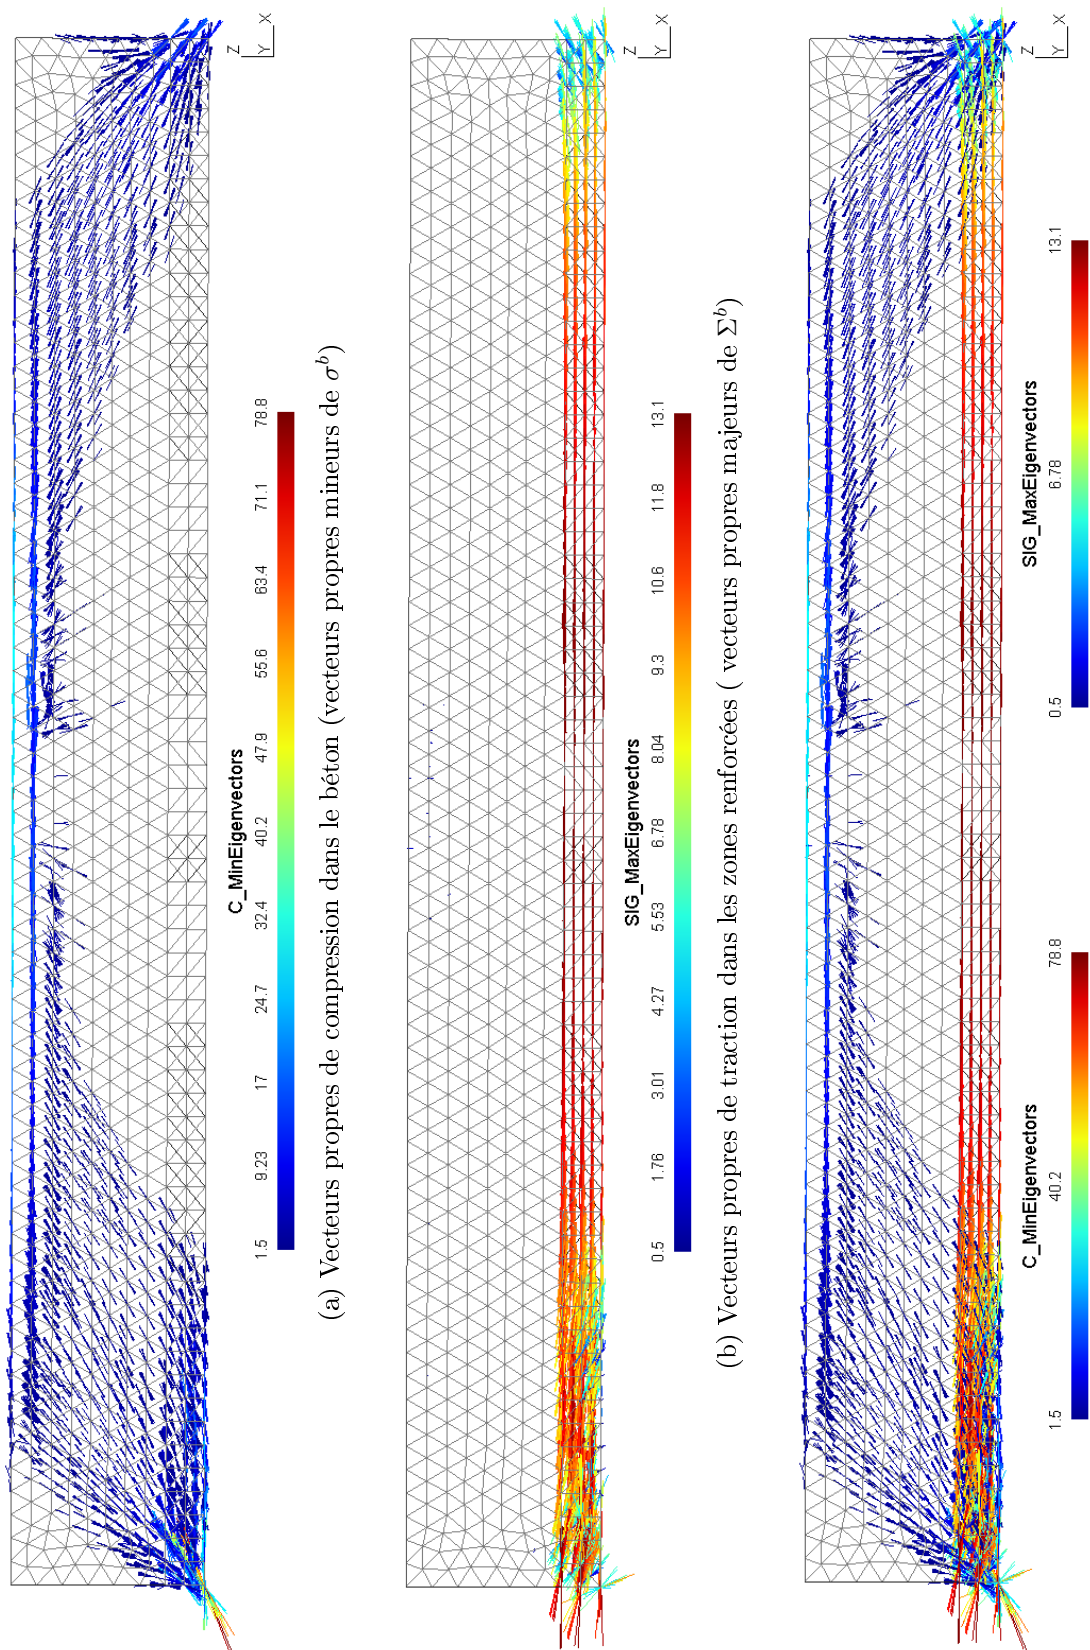 Z
Y
X
1.5
9.23
17
24.7
32.4
40.2
47.9
55.6
63.4
71.1
78.8
C_MinEigenvectors
(a) Vecteurs propres de compression dans le béton (vecteurs propres mineurs de σ^b)
Z
Y
X
0.5
1.76
3.01
4.27
5.53
6.78
8.04
9.3
10.6
11.8
13.1
SIG_MaxEigenvectors
(b) Vecteurs propres de traction dans les zones renforcées ( vecteurs propres majeurs de Σ^b)
Z
Y
X
C_MinEigenvectors
1.5
40.2
78.8
SIG_MaxEigenvectors
0.5
6.78
13.1